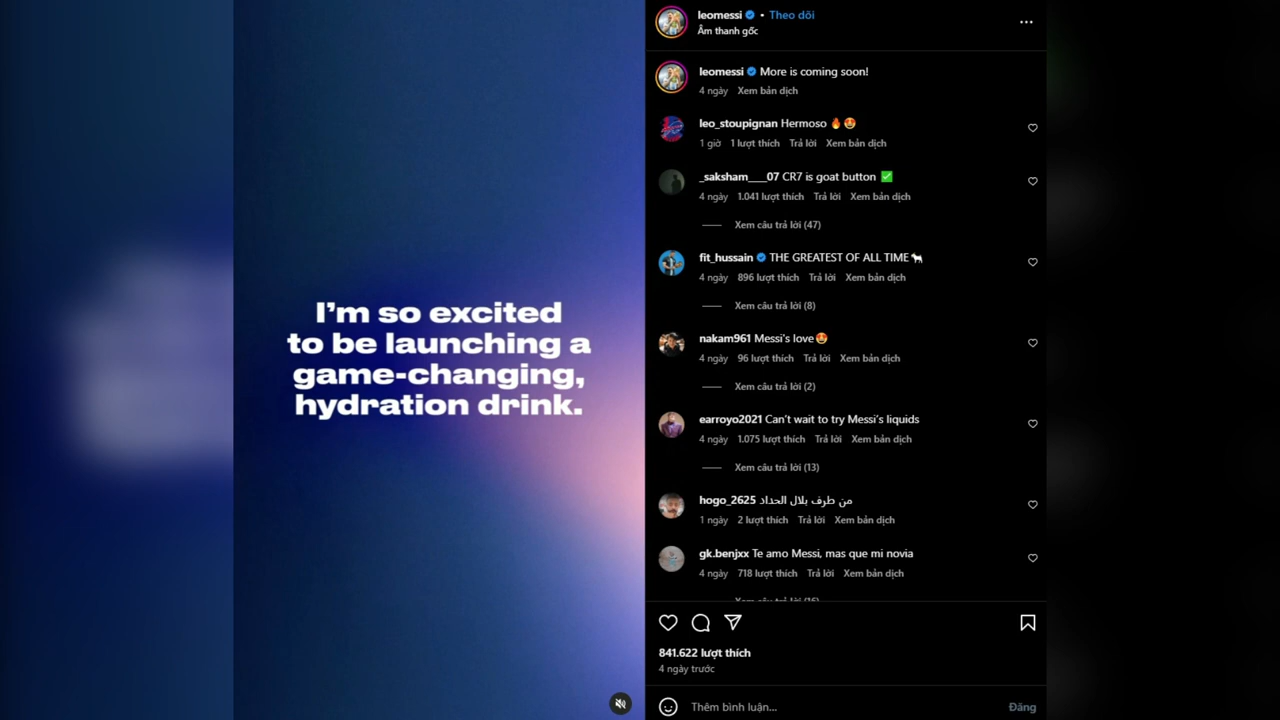 I'm so excited
to be launching a
game-changing,
hydration drink.
leomessi • Theo dõi
Âm thanh gốc
leomessi More is coming soon!
4 ngày Xem bản dịch
leo_stoupignan Hermoso 🔥😍
1 giờ 1 lượt thích Trả lời Xem bản dịch
_saksham___07 CR7 is goat button ✅
4 ngày 1.041 lượt thích Trả lời Xem bản dịch
Xem câu trả lời (47)
fit_hussain THE GREATEST OF ALL TIME🐐
4 ngày 896 lượt thích Trả lời Xem bản dịch
Xem câu trả lời (8)
nakam961 Messi's love😍
4 ngày 96 lượt thích Trả lời Xem bản dịch
Xem câu trả lời (2)
earroyo2021 Can't wait to try Messi's liquids
4 ngày 1.075 lượt thích Trả lời Xem bản dịch
Xem câu trả lời (13)
hogo_2625 من طرف بلال الحداد
1 ngày 2 lượt thích Trả lời Xem bản dịch
gk.benjxx Te amo Messi, mas que mi novia
4 ngày 718 lượt thích Trả lời Xem bản dịch
Xem câu trả lời (16)
841.622 lượt thích
4 ngày trước
Thêm bình luận... Đăng